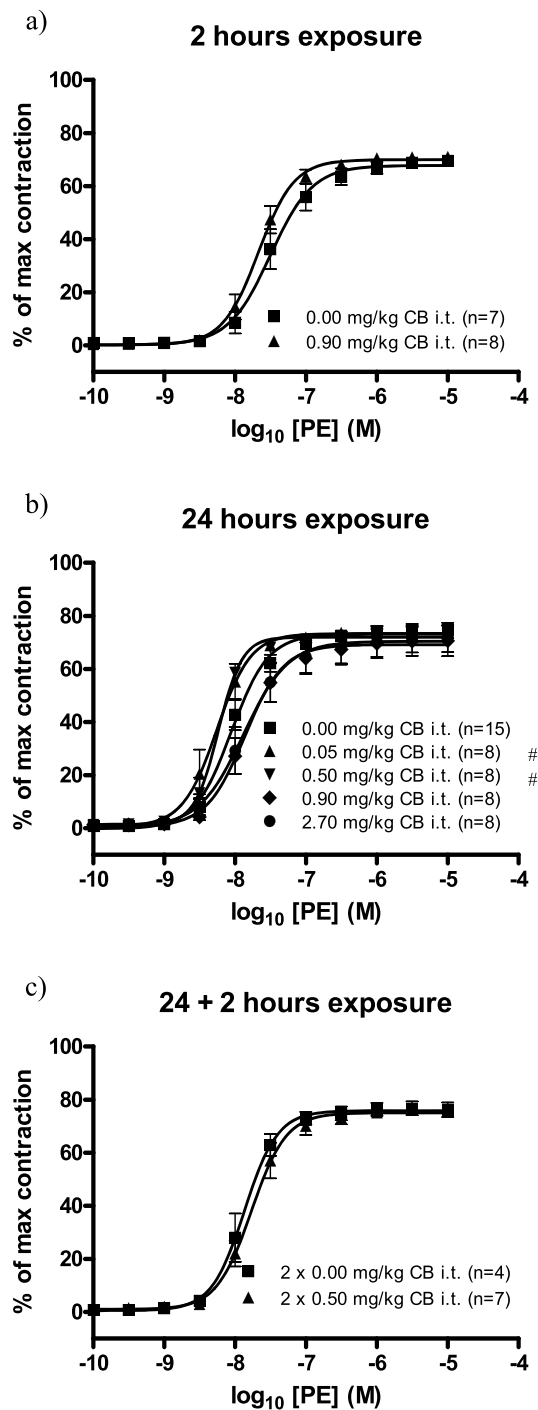 a)
2 hours exposure
% of max contraction
100
80
60
40
20
0
0.00 mg/kg CB i.t. (n=7)
0.90 mg/kg CB i.t. (n=8)
-10 -9 -8 -7 -6 -5 -4
log10 [PE] (M)
b)
24 hours exposure
% of max contraction
100
80
60
40
20
0
0.00 mg/kg CB i.t. (n=15)
0.05 mg/kg CB i.t. (n=8) #
0.50 mg/kg CB i.t. (n=8) #
0.90 mg/kg CB i.t. (n=8)
2.70 mg/kg CB i.t. (n=8)
-10 -9 -8 -7 -6 -5 -4
log10 [PE] (M)
c)
24 + 2 hours exposure
% of max contraction
100
80
60
40
20
0
2 x 0.00 mg/kg CB i.t. (n=4)
2 x 0.50 mg/kg CB i.t. (n=7)
-10 -9 -8 -7 -6 -5 -4
log10 [PE] (M)